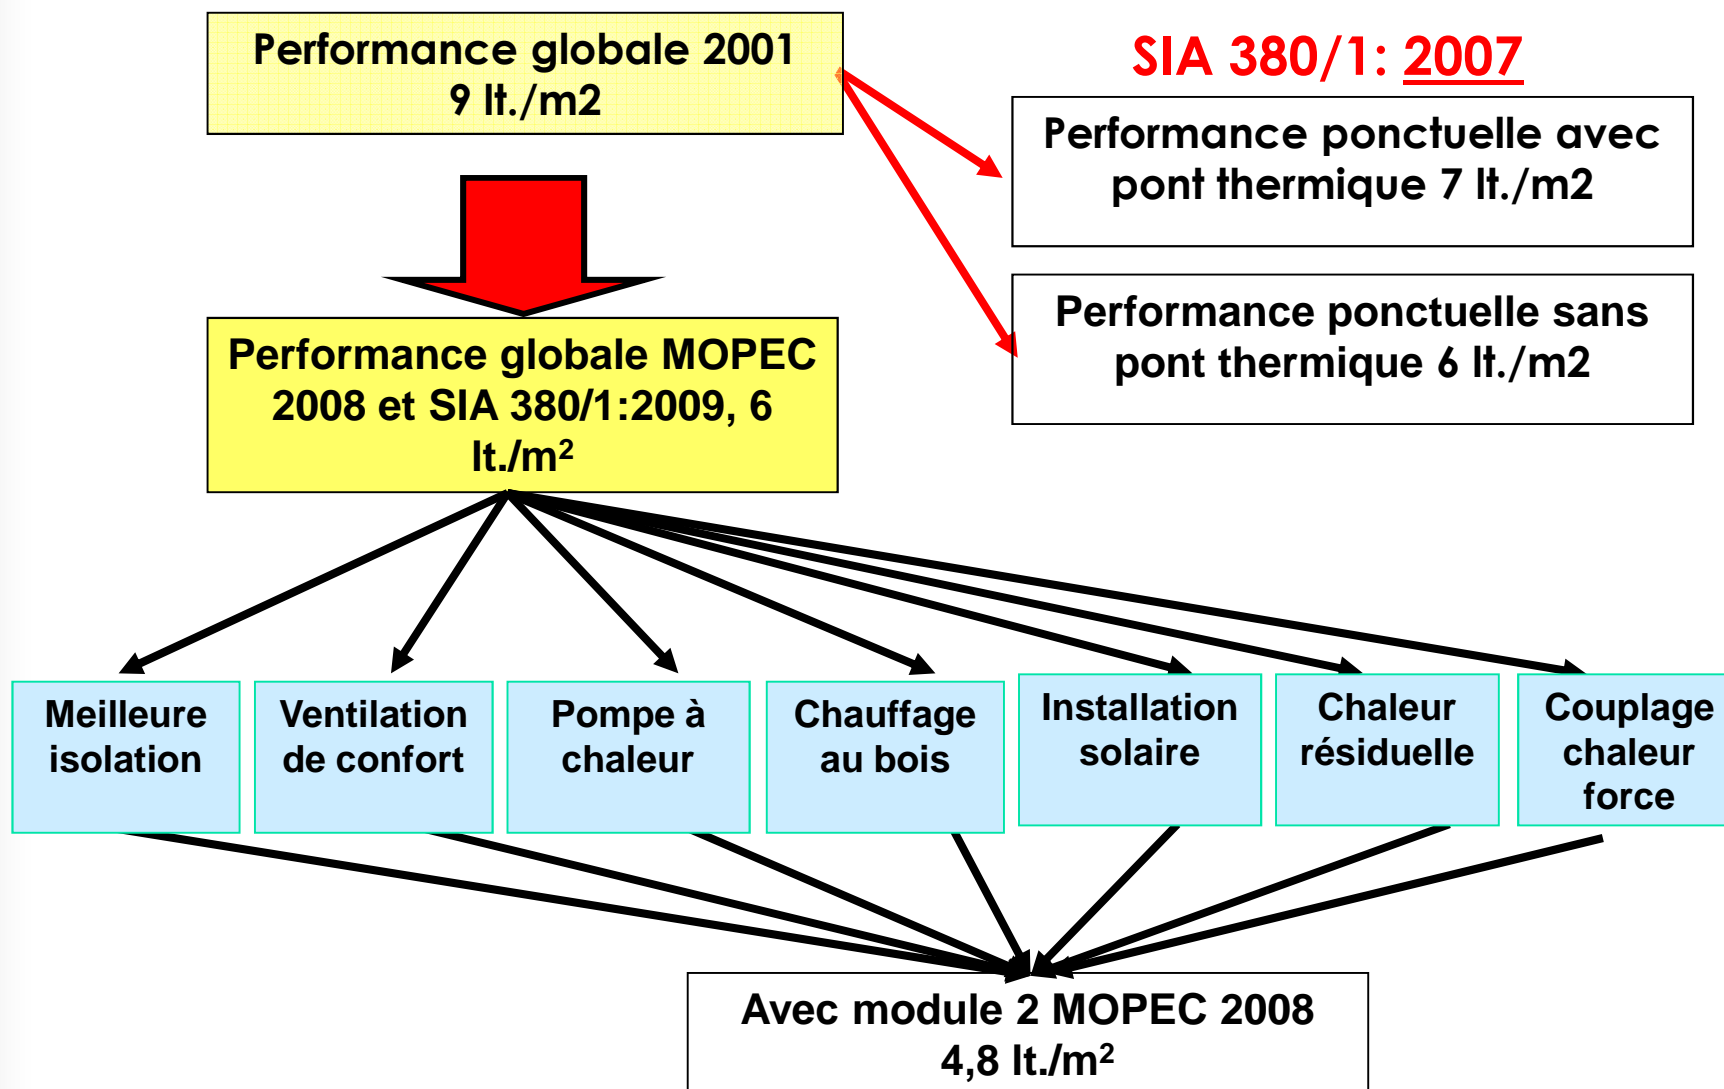 Performance globale 2001
9 lt./m2
SIA 380/1: 2007
Performance ponctuelle avec
pont thermique 7 lt./m2
Performance ponctuelle sans
pont thermique 6 lt./m2
Performance globale MOPEC
2008 et SIA 380/1:2009, 6
lt./m²
Meilleure
isolation
Ventilation
de confort
Pompe à
chaleur
Chauffage
au bois
Installation
solaire
Chaleur
résiduelle
Couplage
chaleur
force
Avec module 2 MOPEC 2008
4,8 lt./m²